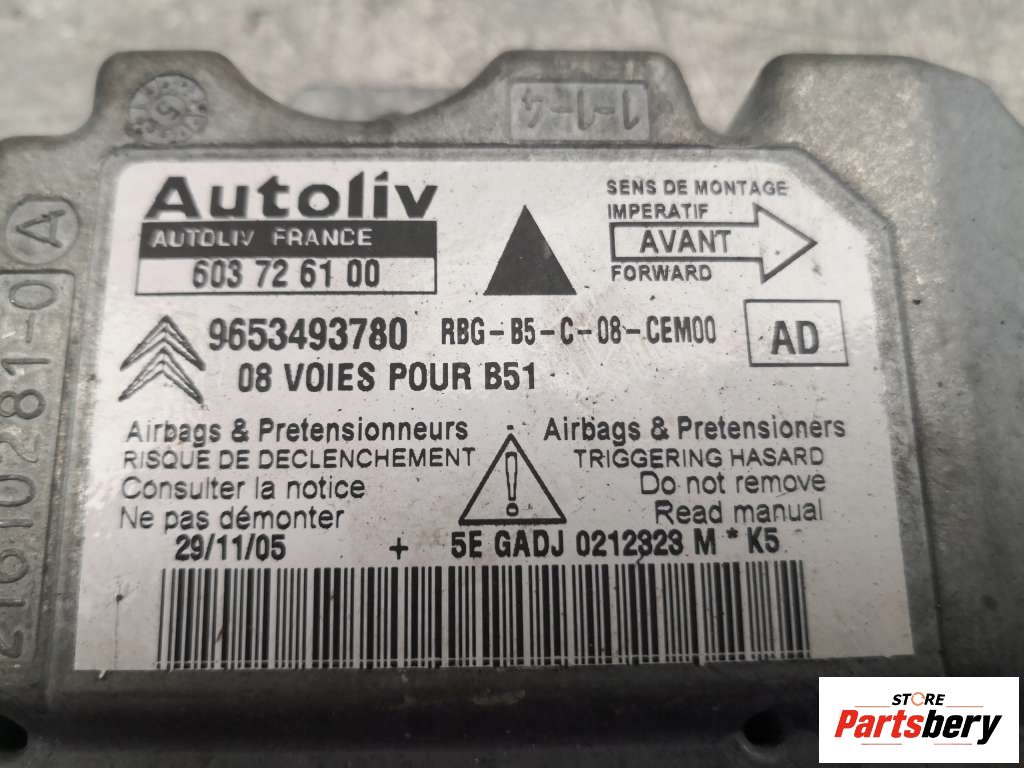 1-1-4
Autoliv
AUTOLIV FRANCE
603 72 61 00
SENS DE MONTAGE
IMPERATIF
AVANT
FORWARD
9653493780 RBG-B5-C-08-CEM00
AD
08 VOIES POUR B51
Airbags & Pretensionneurs
RISQUE DE DECLENCHEMENT
Consulter la notice
Ne pas démonter
Airbags & Pretensioners
TRIGGERING HASARD
Do not remove
Read manual
29/11/05 + 5E GADJ 0212323 M * K5
21610281-0 A
STORE
Partsbery